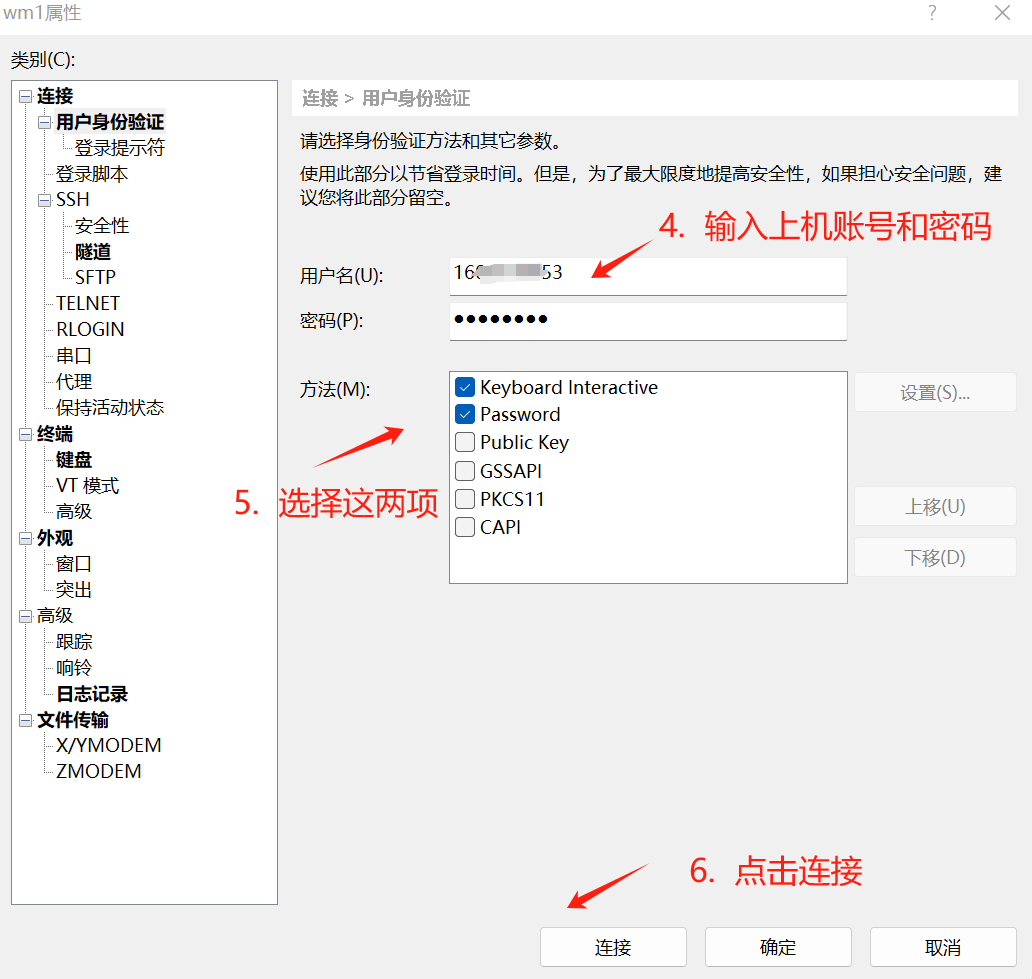 wm1属性
类别(C):
连接
用户身份验证
登录提示符
登录脚本
SSH
安全性
隧道
SFTP
TELNET
RLOGIN
串口
代理
保持活动状态
终端
键盘
VT 模式
高级
外观
窗口
突出
高级
跟踪
响铃
日志记录
文件传输
X/YMODEM
ZMODEM
连接 > 用户身份验证
请选择身份验证方法和其它参数。
使用此部分以节省登录时间。但是，为了最大限度地提高安全性，如果担心安全问题，建
议您将此部分留空。
4. 输入上机账号和密码
用户名(U):
16 53
密码(P):
●●●●●●●●
方法(M):
Keyboard Interactive
Password
Public Key
GSSAPI
PKCS11
CAPI
设置(S)...
上移(U)
下移(D)
5. 选择这两项
6. 点击连接
连接
确定
取消